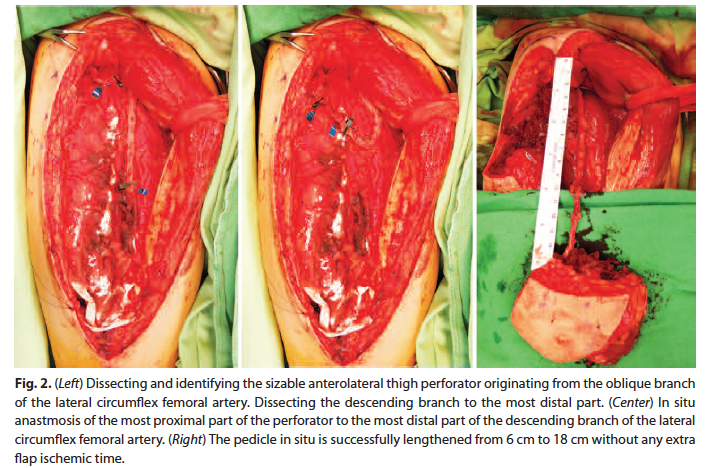 Fig. 2. (Left) Dissecting and identifying the sizable anterolateral thigh perforator originating from the oblique branch
of the lateral circumflex femoral artery. Dissecting the descending branch to the most distal part. (Center) In situ
anastmosis of the most proximal part of the perforator to the most distal part of the descending branch of the lateral
circumflex femoral artery. (Right) The pedicle in situ is successfully lengthened from 6 cm to 18 cm without any extra
flap ischemic time.